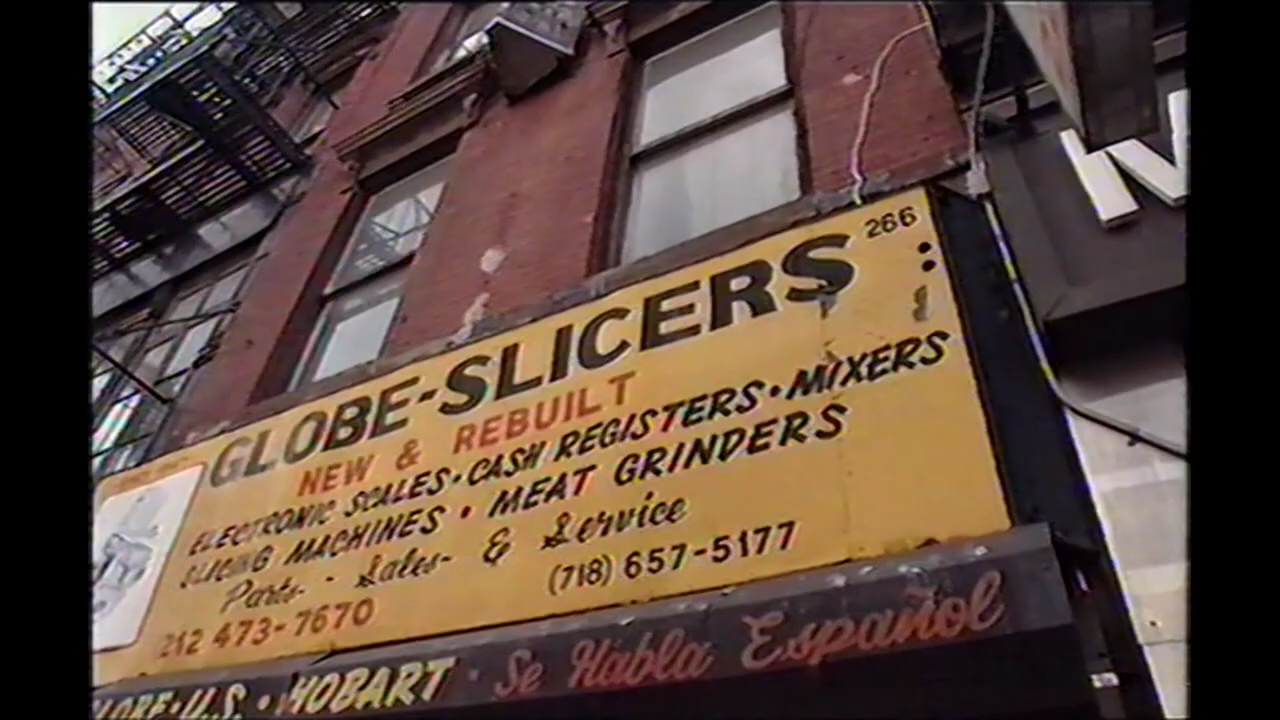 266
GLOBE-SLICERS
NEW & REBUILT
ELECTRONIC SCALES • CASH REGISTERS • MIXERS
SLICING MACHINES • MEAT GRINDERS
Parts - Sales - & Service
212 473-7670 (718) 657-5177
GLOBE • U.S. • HOBART • Se Habla Español